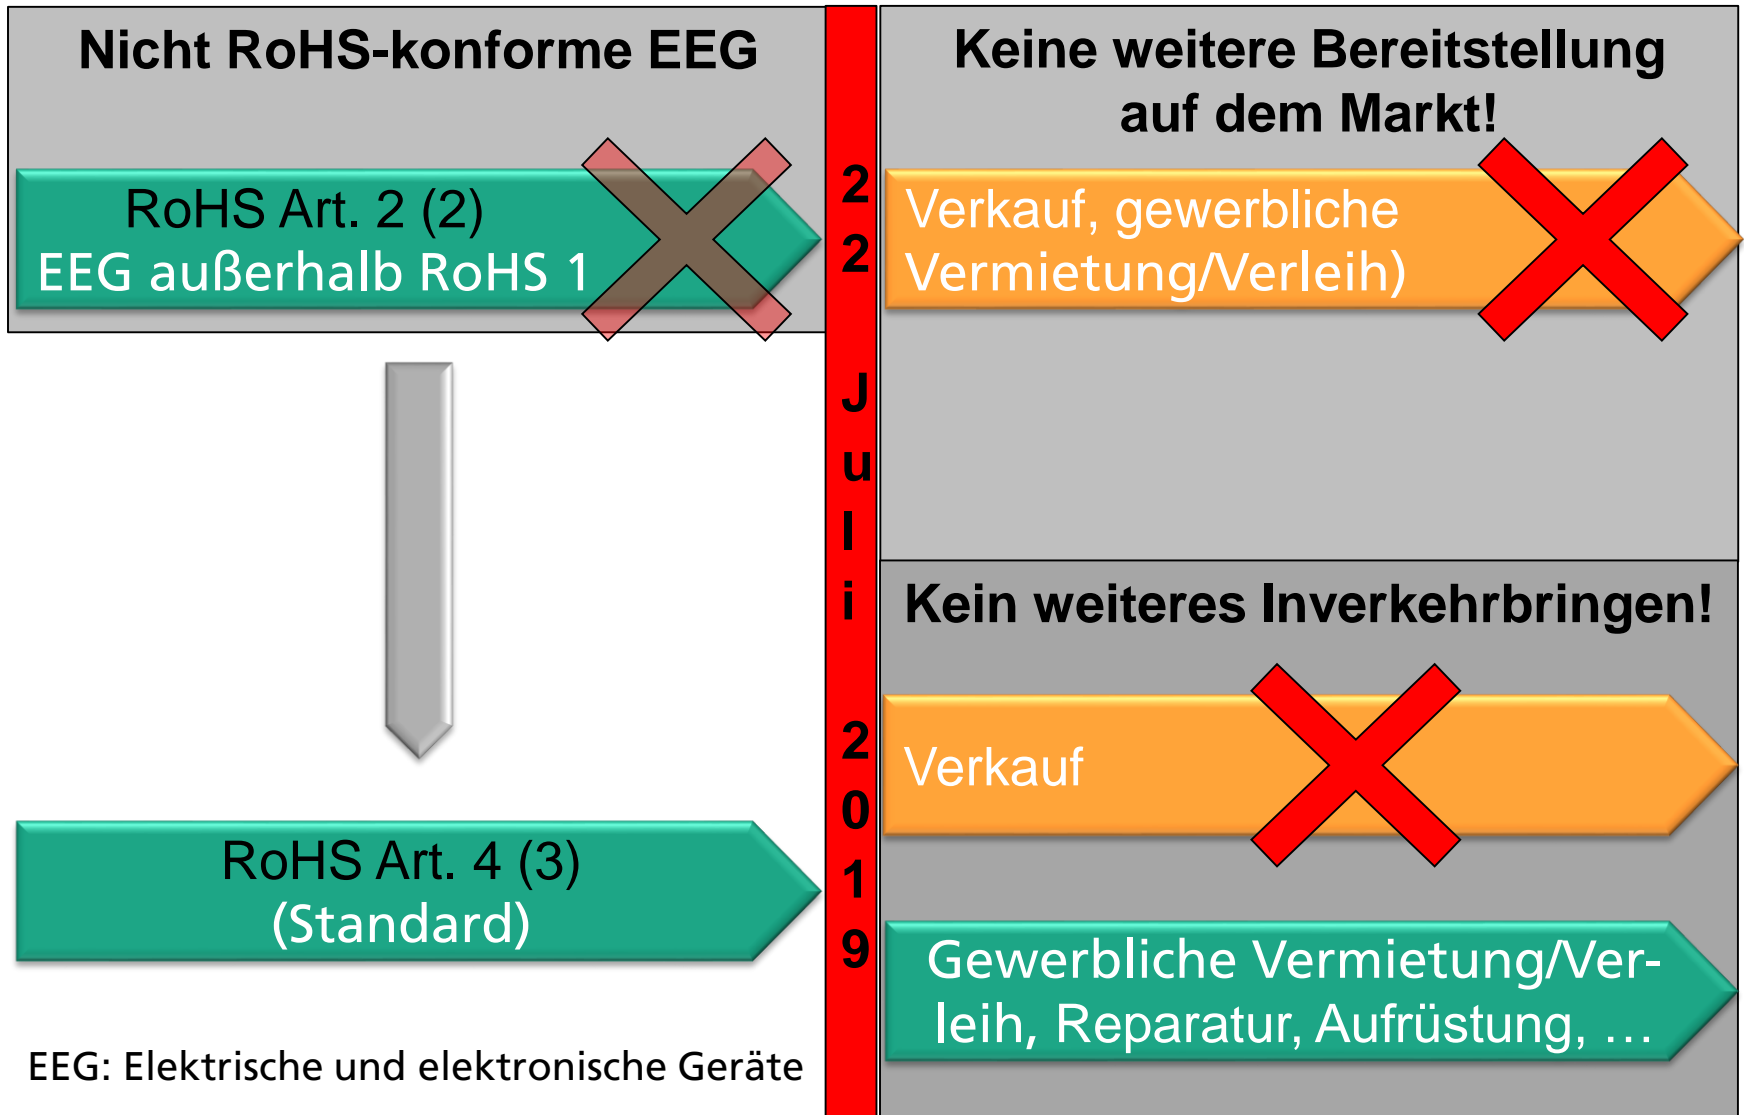 Nicht RoHS-konforme EEG
RoHS Art. 2 (2)
EEG außerhalb RoHS 1
RoHS Art. 4 (3)
(Standard)
EEG: Elektrische und elektronische Geräte
22 Juli 2019
Keine weitere Bereitstellung
auf dem Markt!
Verkauf, gewerbliche
Vermietung/Verleih)
Kein weiteres Inverkehrbringen!
Verkauf
Gewerbliche Vermietung/Ver-
leih, Reparatur, Aufrüstung, …